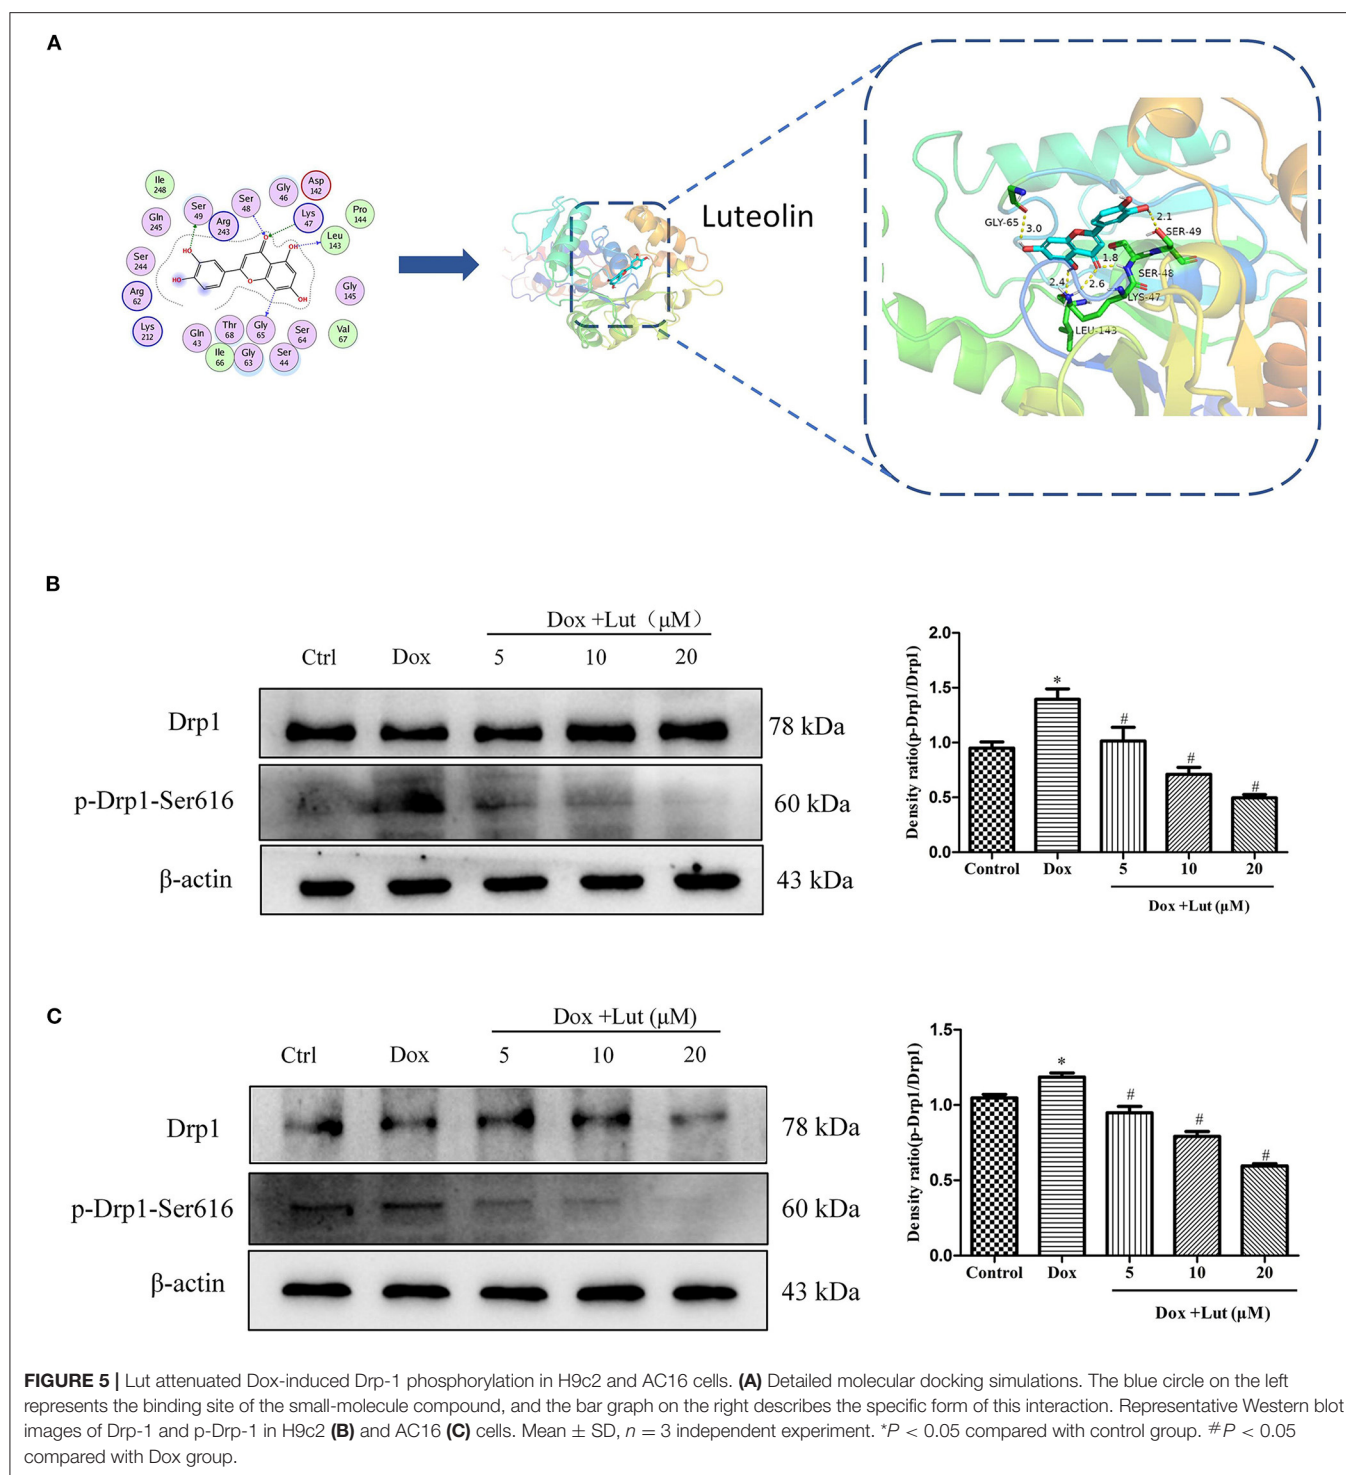 A
Ile
248
Gln
245
Ser
49
Arg
243
Ser
48
Gly
46
Asp
142
Lys
47
Pro
144
Leu
143
Ser
244
Arg
62
Lys
212
Gln
43
Thr
68
Gly
65
Ser
64
Gly
145
Val
67
Ile
66
Gly
63
Ser
44
HO
HO
O
O
OH
OH
Luteolin
GLY-65
3.0
2.1
SER-49
1.8
SER-48
2.4
2.6
LYS-47
LEU-143
B
Dox +Lut（μM）
Ctrl Dox 5 10 20
Drp1 78 kDa
p-Drp1-Ser616 60 kDa
β-actin 43 kDa
Density ratio(p-Drp1/Drp1)
2.0
1.5
1.0
0.5
0.0
* # # #
Control Dox 5 10 20
Dox +Lut (μM)
C
Dox +Lut (μM)
Ctrl Dox 5 10 20
Drp1 78 kDa
p-Drp1-Ser616 60 kDa
β-actin 43 kDa
Density ratio(p-Drp1/Drp1)
1.5
1.0
0.5
0.0
* # # #
Control Dox 5 10 20
Dox +Lut (μM)
FIGURE 5 | Lut attenuated Dox-induced Drp-1 phosphorylation in H9c2 and AC16 cells. (A) Detailed molecular docking simulations. The blue circle on the left
represents the binding site of the small-molecule compound, and the bar graph on the right describes the specific form of this interaction. Representative Western blot
images of Drp-1 and p-Drp-1 in H9c2 (B) and AC16 (C) cells. Mean ± SD, n = 3 independent experiment. *P < 0.05 compared with control group. #P < 0.05
compared with Dox group.